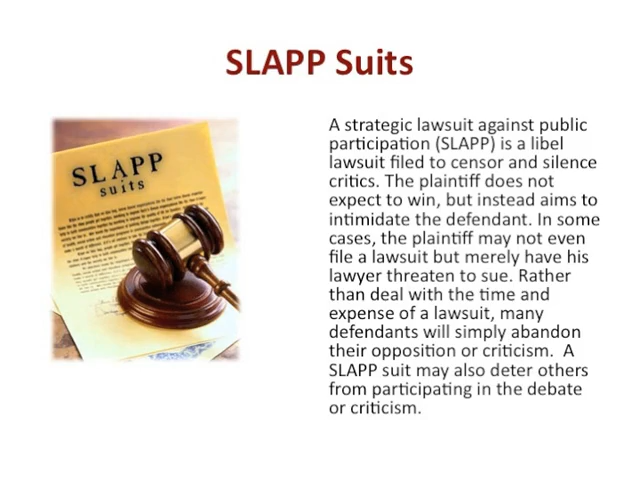 SLAPP Suits
SLAPP
suits
A strategic lawsuit against public
participation (SLAPP) is a libel
lawsuit filed to censor and silence
critics. The plaintiff does not
expect to win, but instead aims to
intimidate the defendant. In some
cases, the plaintiff may not even
file a lawsuit but merely have his
lawyer threaten to sue. Rather
than deal with the time and
expense of a lawsuit, many
defendants will simply abandon
their opposition or criticism.  A
SLAPP suit may also deter others
from participating in the debate
or criticism.